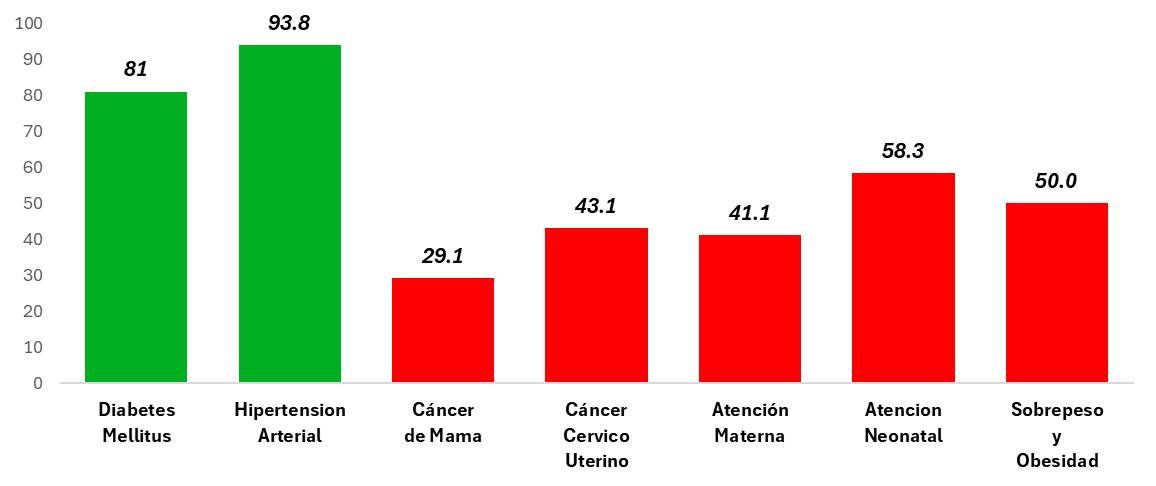 100
90
80
70
60
50
40
30
20
10
0
81
93.8
29.1
43.1
41.1
58.3
50.0
Diabetes
Mellitus
Hipertension
Arterial
Cáncer
de Mama
Cáncer
Cervico
Uterino
Atención
Materna
Atencion
Neonatal
Sobrepeso
y
Obesidad